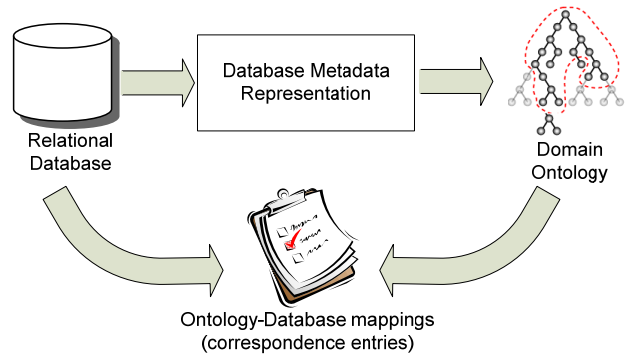 Database Metadata
Representation
Relational
Database
Domain
Ontology
Ontology-Database mappings
(correspondence entries)